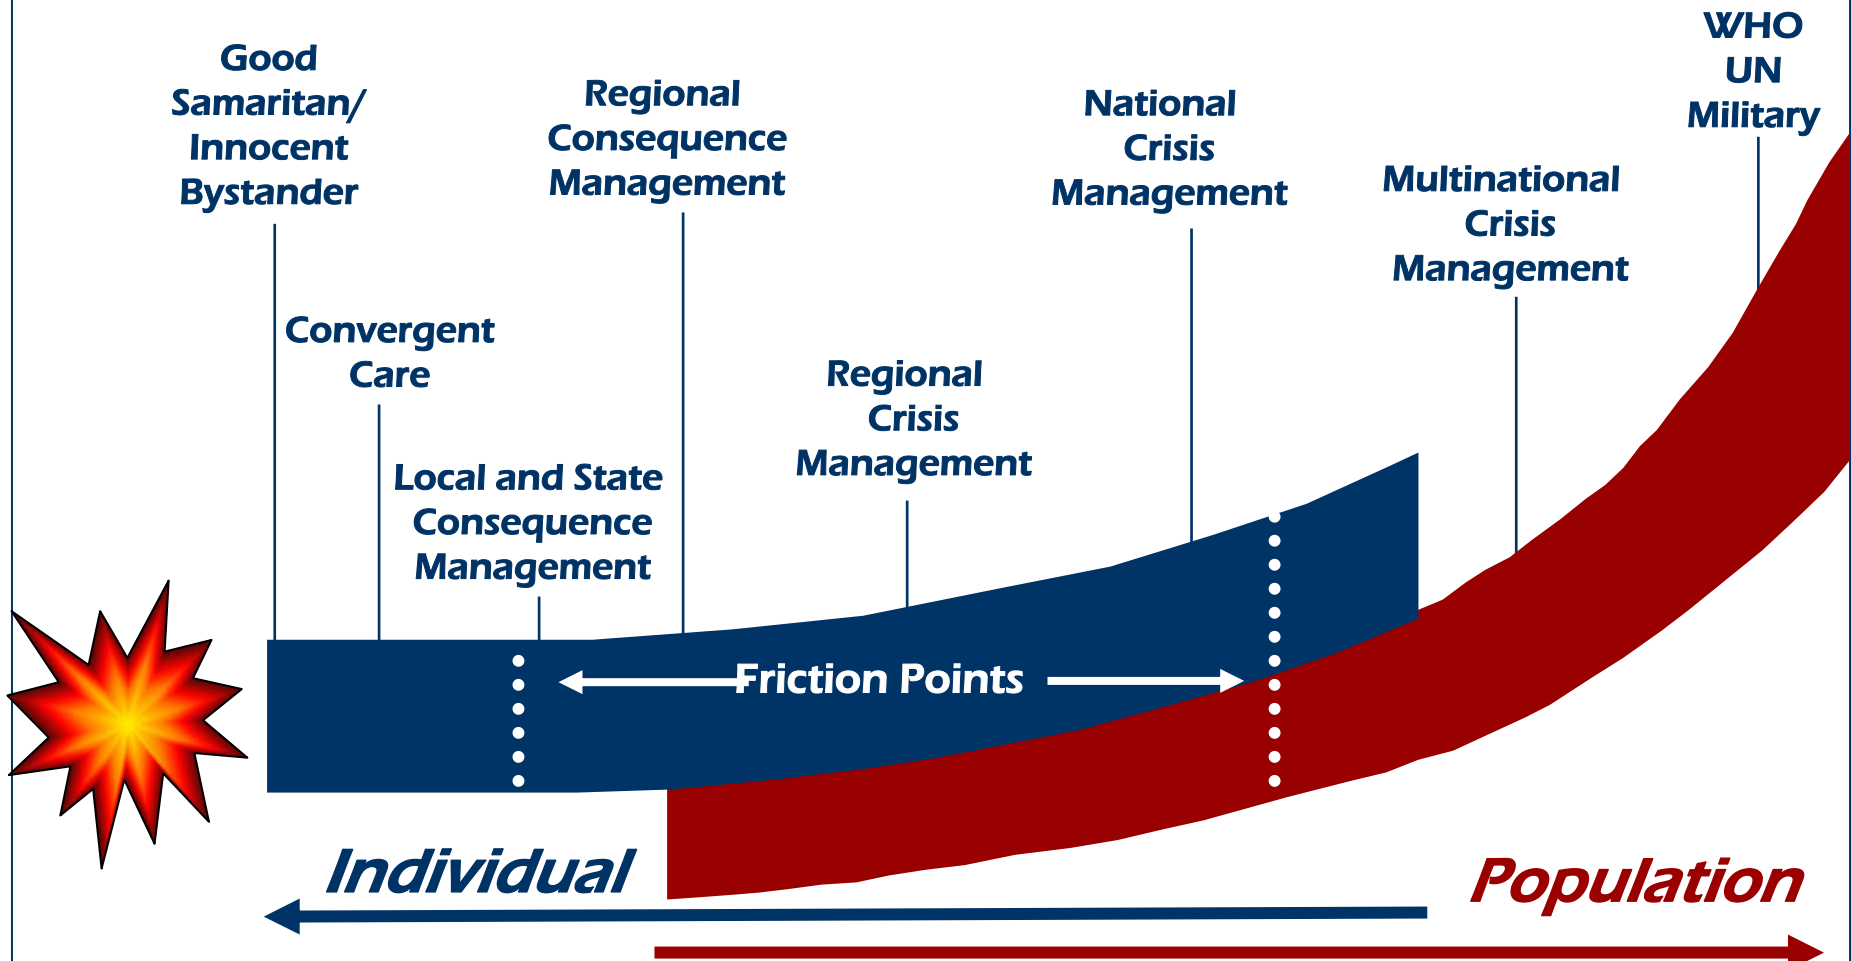 Good
Samaritan/
Innocent
Bystander
Convergent
Care
Local and State
Consequence
Management
Regional
Consequence
Management
Regional
Crisis
Management
National
Crisis
Management
Multinational
Crisis
Management
WHO
UN
Military
Friction Points
Individual
Population